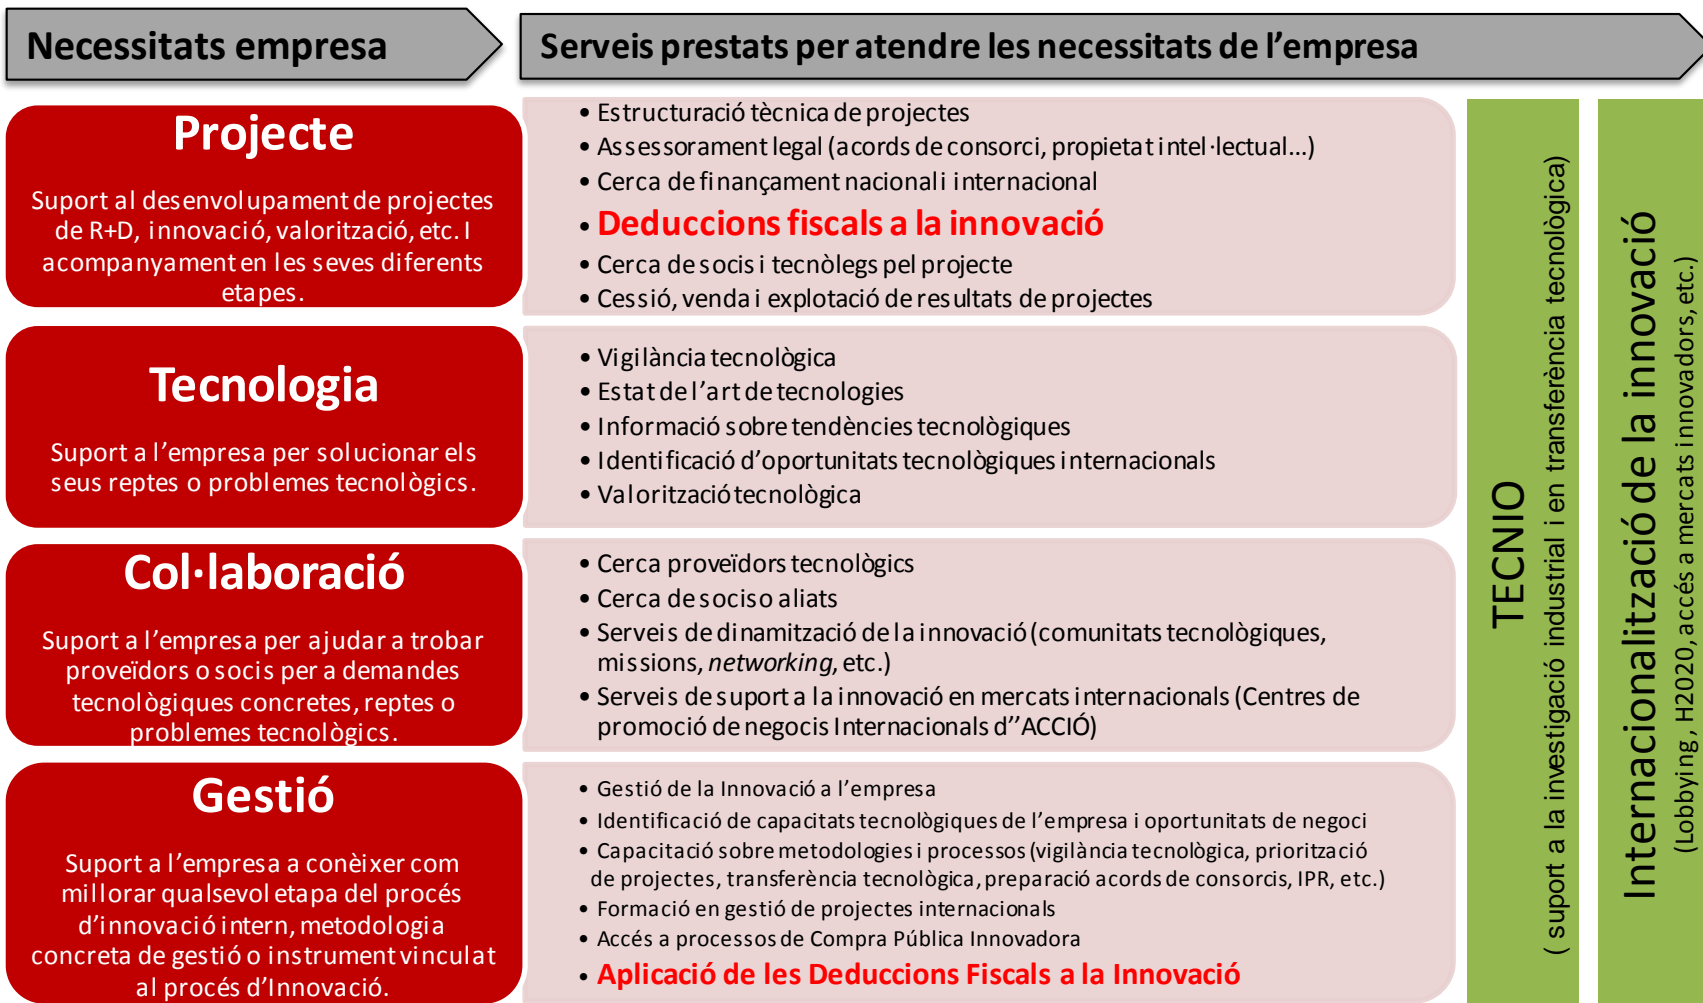 Necessitats empresa
Serveis prestats per atendre les necessitats de l’empresa
Projecte
Suport al desenvolupament de projectes
de R+D, innovació, valorització, etc. I
acompanyament en les seves diferents
etapes.
• Estructuració tècnica de projectes
• Assessorament legal (acords de consorci, propietat intel·lectual...)
• Cerca de finançament nacional i internacional
• Deduccions fiscals a la innovació
• Cerca de socis i tecnòlegs pel projecte
• Cessió, venda i explotació de resultats de projectes
Tecnologia
Suport a l’empresa per solucionar els
seus reptes o problemes tecnològics.
• Vigilància tecnològica
• Estat de l’art de tecnologies
• Informació sobre tendències tecnològiques
• Identificació d’oportunitats tecnològiques internacionals
• Valorització tecnològica
Col·laboració
Suport a l’empresa per ajudar a trobar
proveïdors o socis per a demandes
tecnològiques concretes, reptes o
problemes tecnològics.
• Cerca proveïdors tecnològics
• Cerca de socis o aliats
• Serveis de dinamització de la innovació (comunitats tecnològiques,
missions, networking, etc.)
• Serveis de suport a la innovació en mercats internacionals (Centres de
promoció de negocis Internacionals d’’ACCIÓ)
Gestió
Suport a l’empresa a conèixer com
millorar qualsevol etapa del procés
d’innovació intern, metodologia
concreta de gestió o instrument vinculat
al procés d’Innovació.
• Gestió de la Innovació a l’empresa
• Identificació de capacitats tecnològiques de l’empresa i oportunitats de negoci
• Capacitació sobre metodologies i processos (vigilància tecnològica, priorització
de projectes, transferència tecnològica, preparació acords de consorcis, IPR, etc.)
• Formació en gestió de projectes internacionals
• Accés a processos de Compra Pública Innovadora
• Aplicació de les Deduccions Fiscals a la Innovació
TECNIO
( suport a la investigació industrial i en transferència tecnològica)
Internacionalització de la innovació
(Lobbying , H2020, accés a mercats innovadors, etc.)